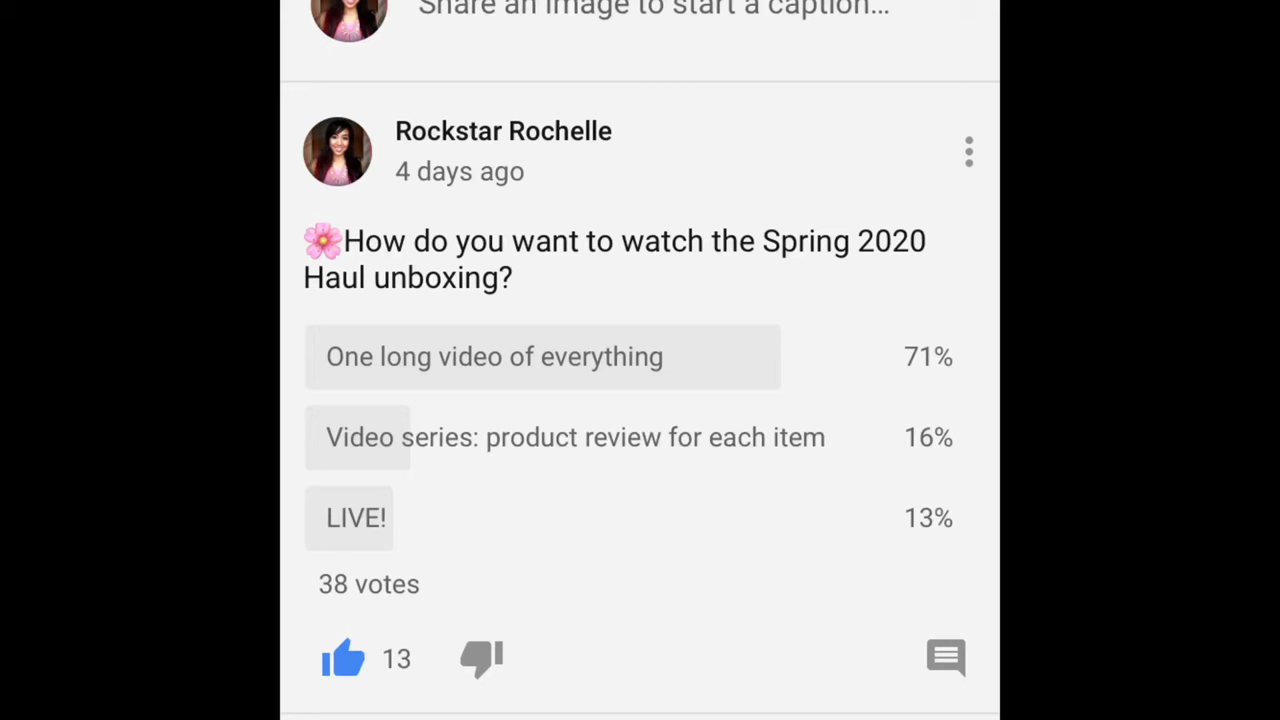 Share an image to start a caption...
Rockstar Rochelle
4 days ago
🌸How do you want to watch the Spring 2020
Haul unboxing?
One long video of everything 71%
Video series: product review for each item 16%
LIVE! 13%
38 votes
13